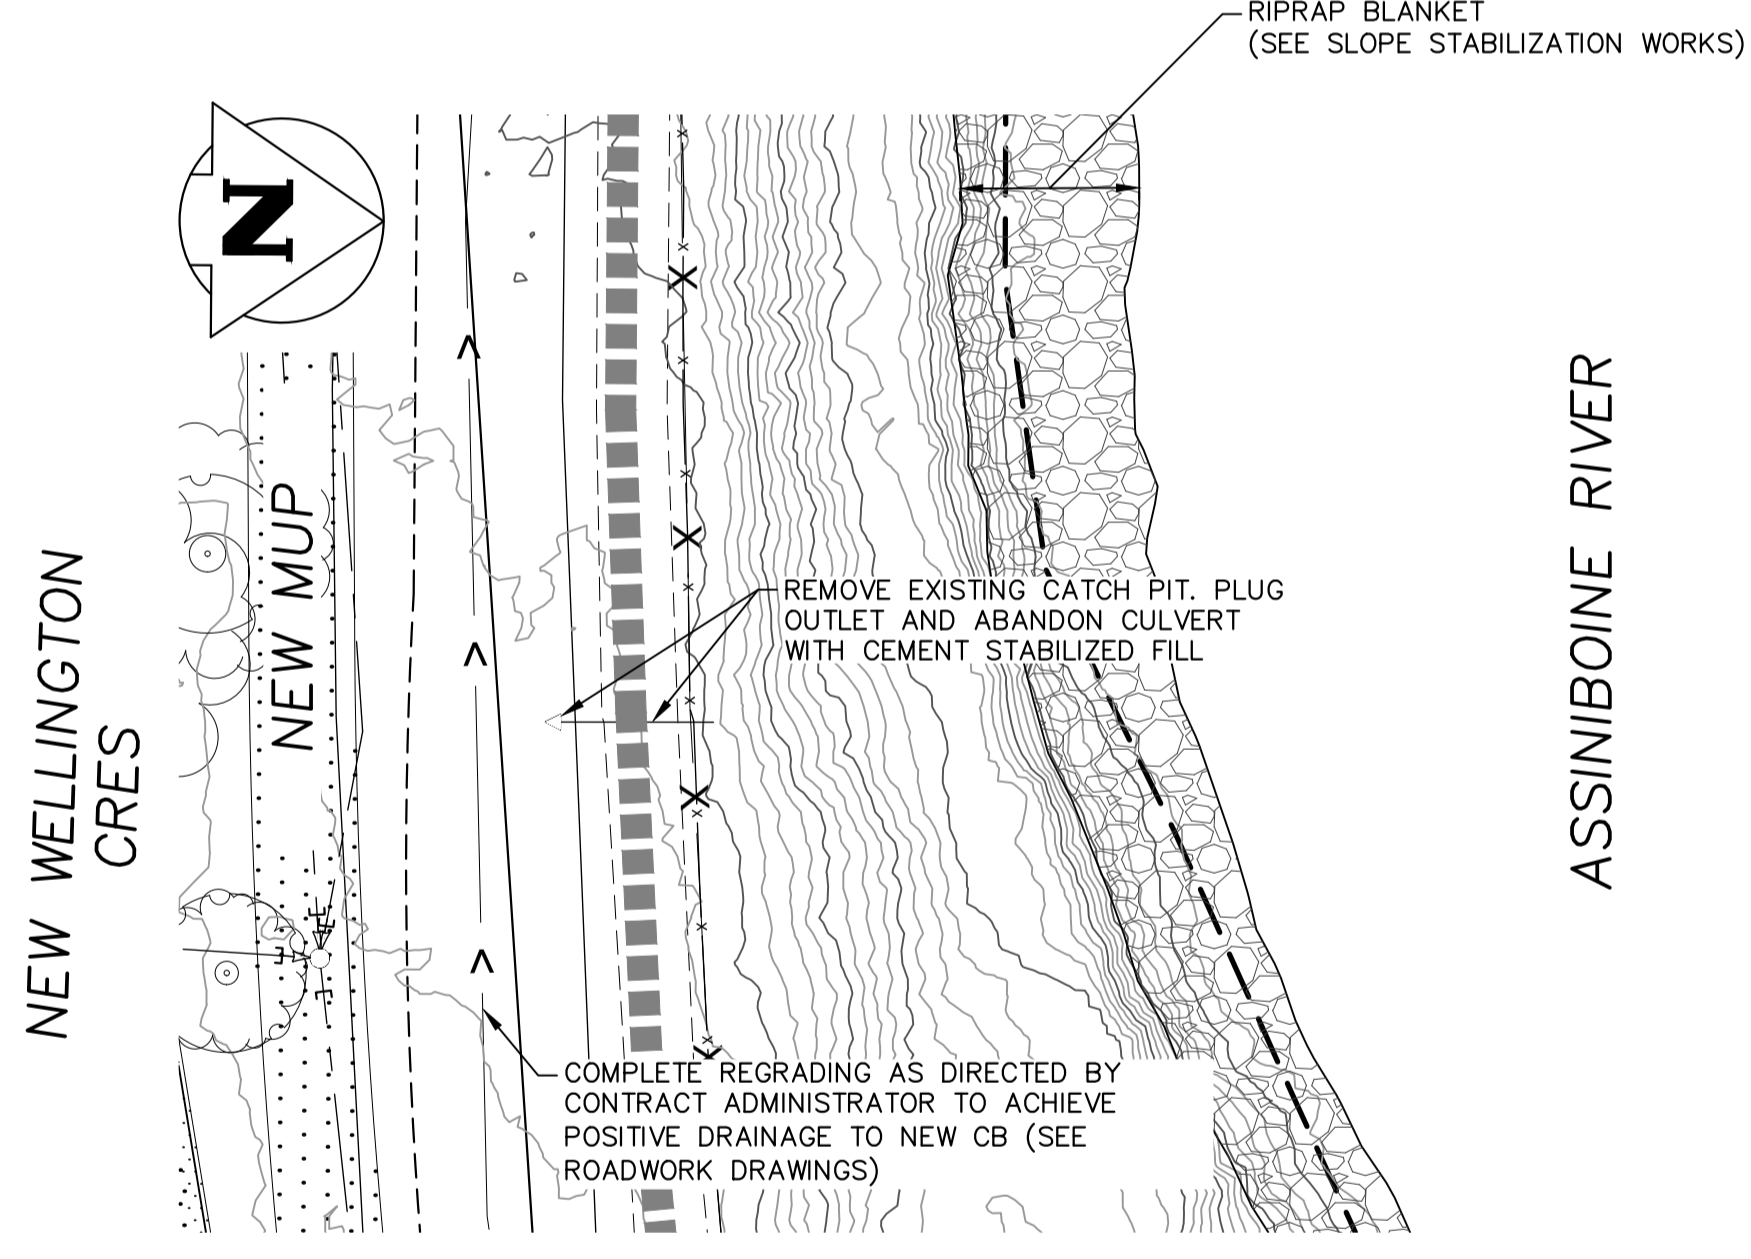 RIPRAP BLANKET
(SEE SLOPE STABILIZATION WORKS)
N
NEW MUP
NEW WELLINGTON
CRES
ASSINIBOINE RIVER
REMOVE EXISTING CATCH PIT. PLUG
OUTLET AND ABANDON CULVERT
WITH CEMENT STABILIZED FILL
COMPLETE REGRADING AS DIRECTED BY
CONTRACT ADMINISTRATOR TO ACHIEVE
POSITIVE DRAINAGE TO NEW CB (SEE
ROADWORK DRAWINGS)